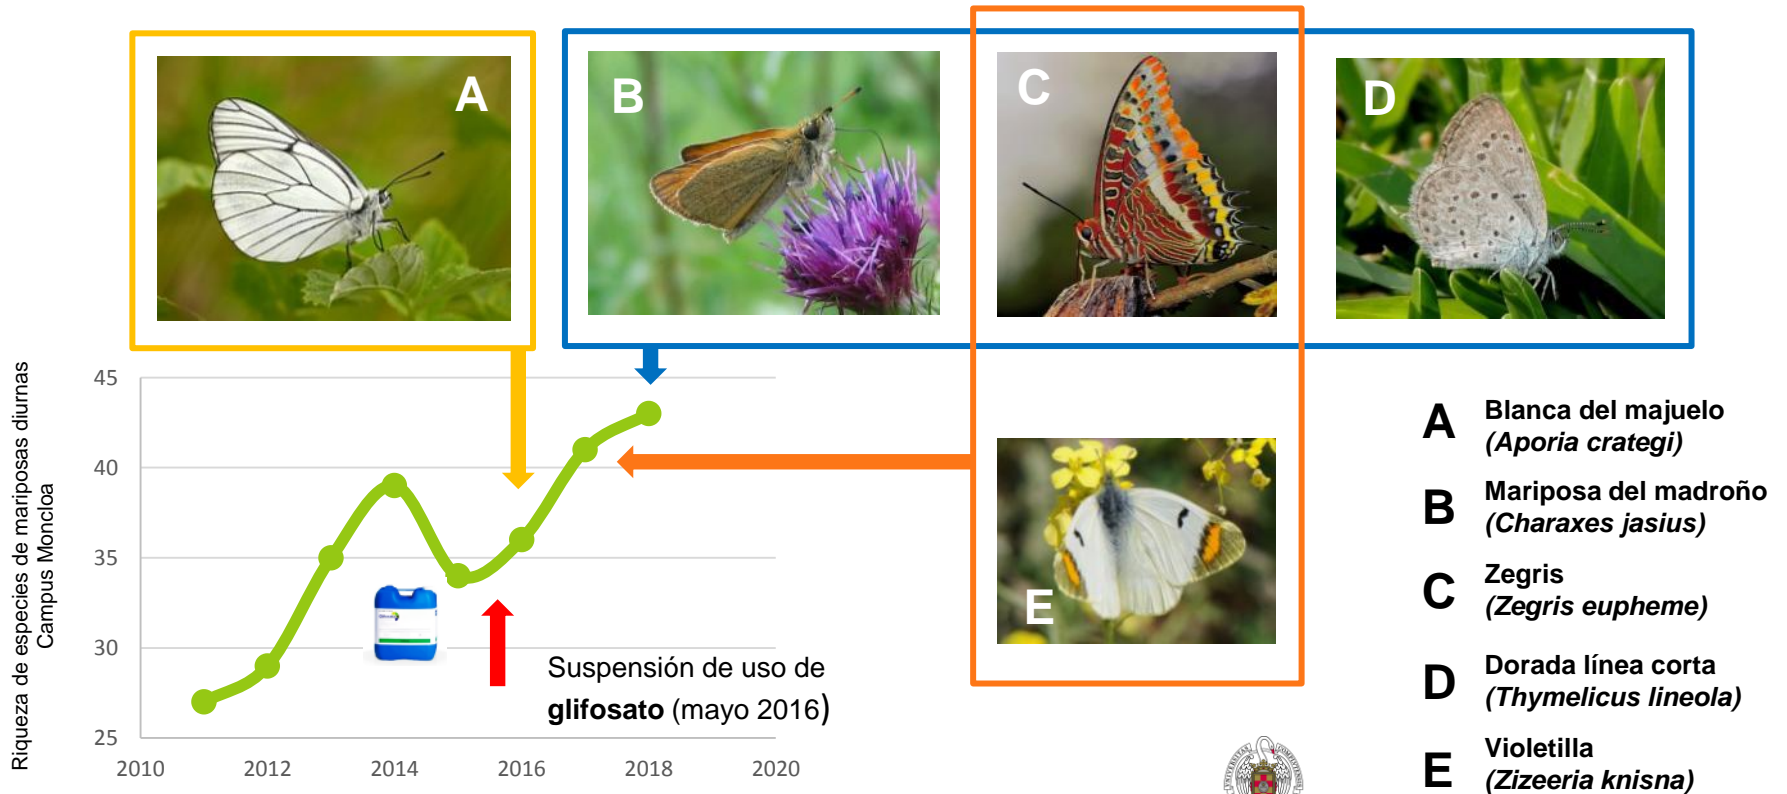 A
B
C
D
E
Riqueza de especies de mariposas diurnas
Campus Moncloa
45
40
35
30
25
2010
2012
2014
2016
2018
2020
Suspensión de uso de
glifosato (mayo 2016)
A Blanca del majuelo
(Aporia crategi)
B Mariposa del madroño
(Charaxes jasius)
C Zegris
(Zegris eupheme)
D Dorada línea corta
(Thymelicus lineola)
E Violetilla
(Zizeeria knisna)